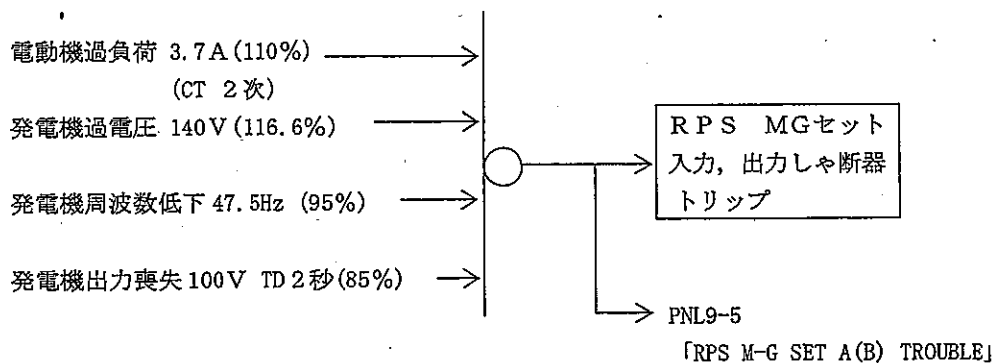 電動機過負荷 3.7A(110%)
(CT 2次)
発電機過電圧 140V(116.6%)
発電機周波数低下 47.5Hz (95%)
発電機出力喪失 100V TD2秒(85%)
RPS MGセット
入力，出力しゃ断器
トリップ
PNL9-5
「RPS M-G SET A(B) TROUBLE」